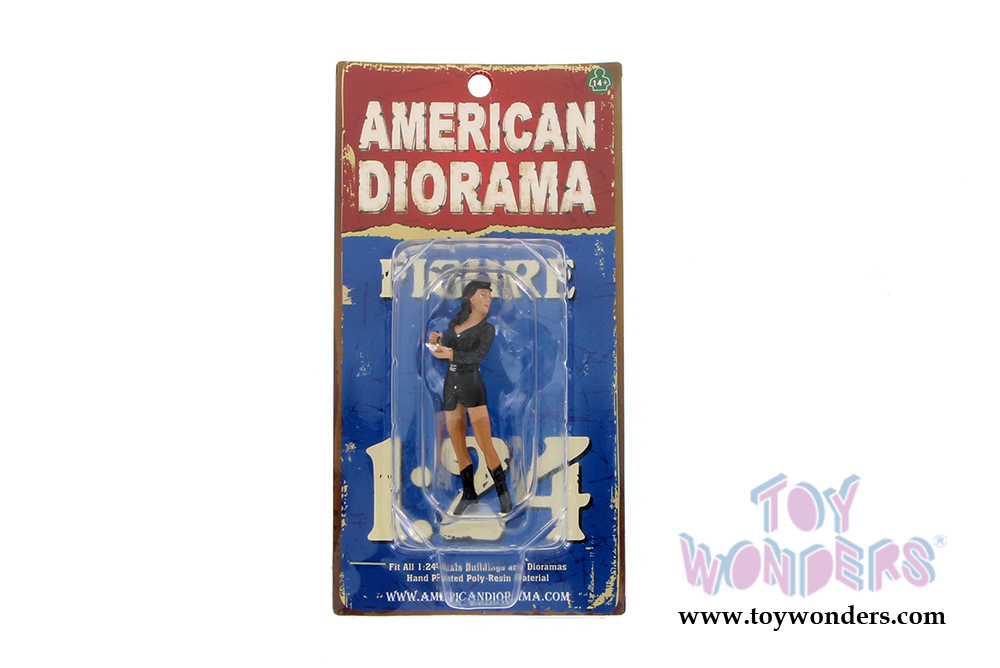 14+
AMERICAN
DIORAMA
FIGURE
1:24
Fit All 1:24 Scale Buildings and Dioramas
Hand Painted Poly-Resin Material
WWW.AMERICANDIORAMA.COM
TOY
WONDERS®
www.toywonders.com